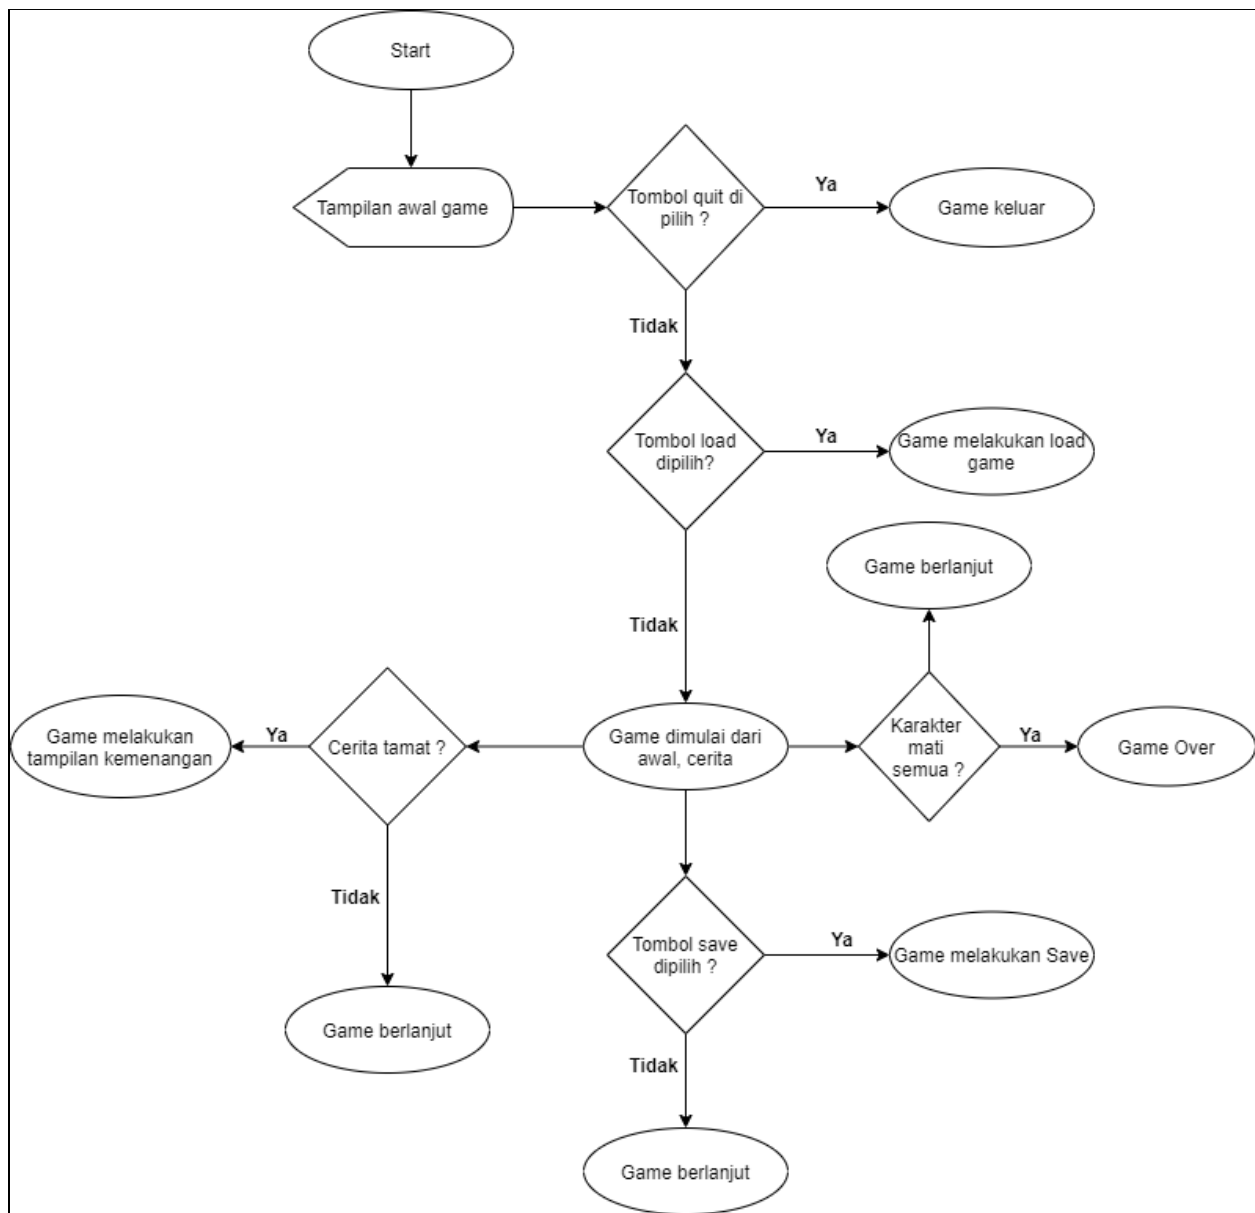 Start
Tampilan awal game
Tombol quit di
pilih ?
Ya
Game keluar
Tidak
Tombol load
dipilih?
Ya
Game melakukan load
game
Tidak
Game berlanjut
Game melakukan
tampilan kemenangan
Ya
Cerita tamat ?
Game dimulai dari
awal, cerita
Karakter
mati
semua ?
Ya
Game Over
Tidak
Tombol save
dipilih ?
Ya
Game melakukan Save
Game berlanjut
Tidak
Game berlanjut